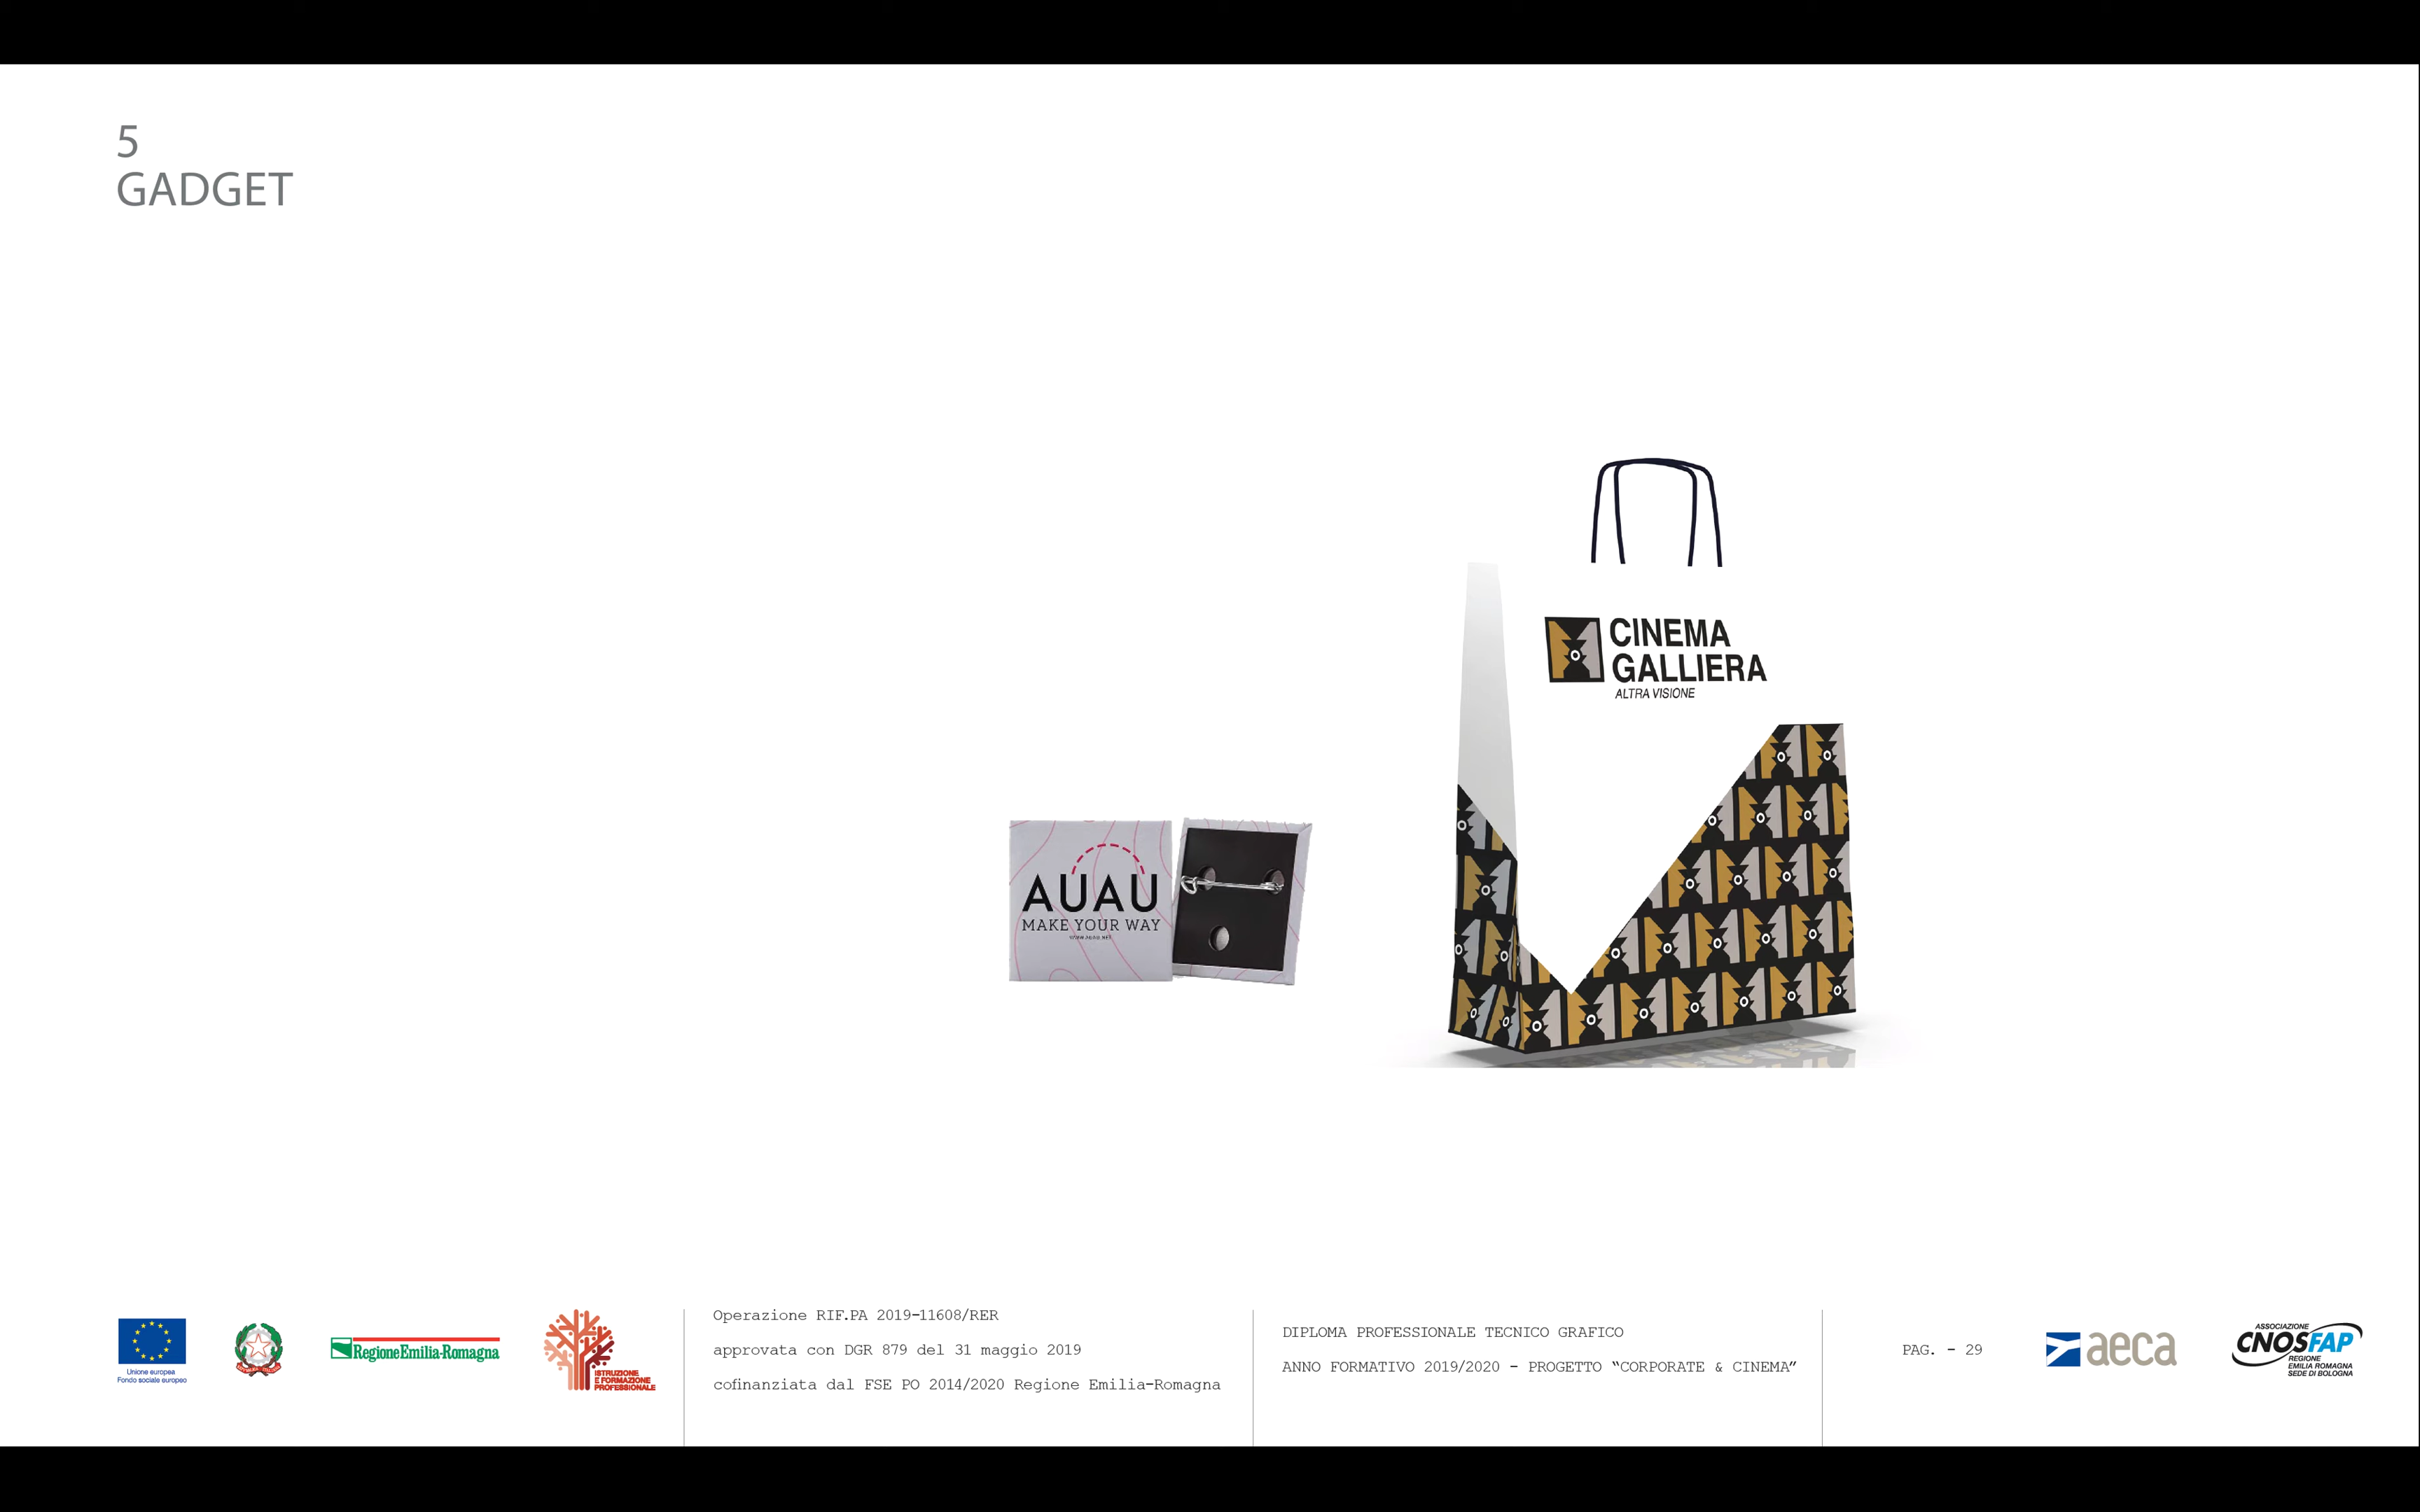 5
GADGET
CINEMA
GALLIERA
ALTRA VISIONE
AUAU
MAKE YOUR WAY
WWW.AUAU.NET
Unione europea
Fondo sociale europeo
RegioneEmilia-Romagna
ISTRUZIONE
E FORMAZIONE
PROFESSIONALE
Operazione RIF.PA 2019-11608/RER
approvata con DGR 879 del 31 maggio 2019
cofinanziata dal FSE PO 2014/2020 Regione Emilia-Romagna
DIPLOMA PROFESSIONALE TECNICO GRAFICO
ANNO FORMATIVO 2019/2020 - PROGETTO “CORPORATE & CINEMA”
PAG. - 29
aeca
ASSOCIAZIONE
CNOSFAP
REGIONE
EMILIA ROMAGNA
SEDE DI BOLOGNA